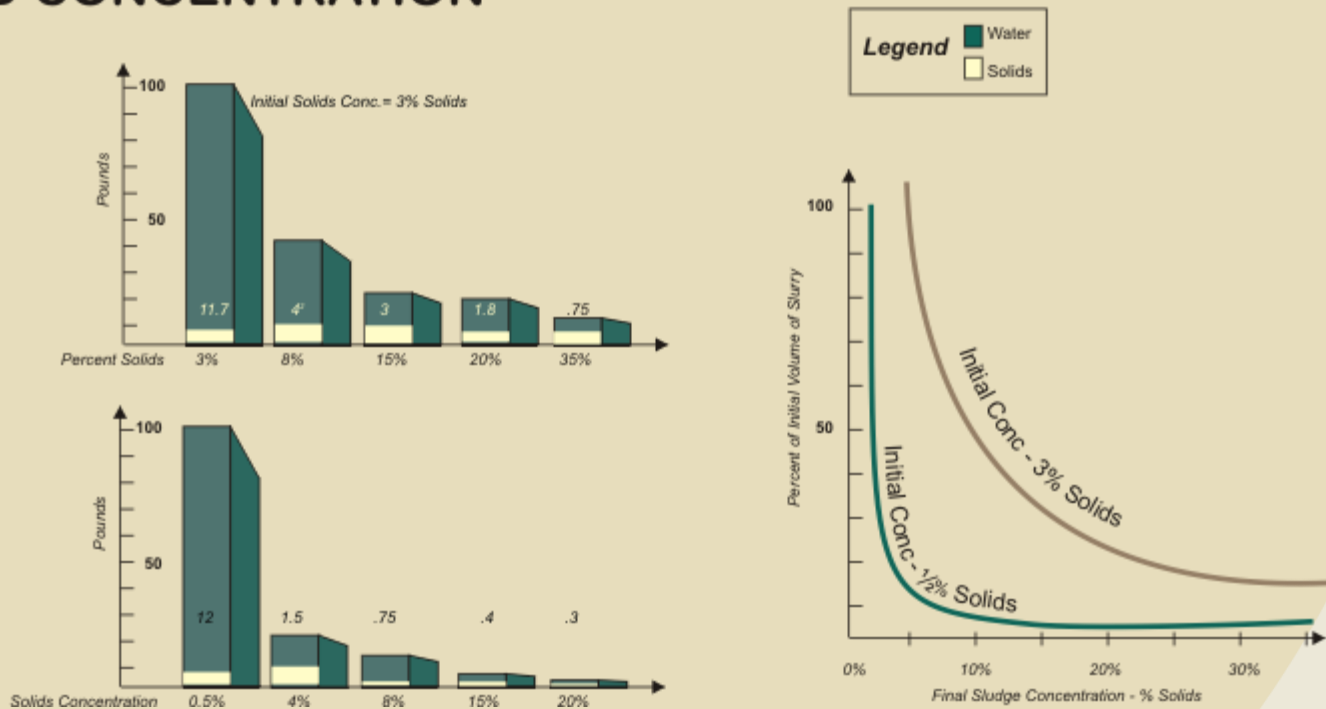 CONCENTRATION
Legend
Water
Solids
100
Initial Solids Conc.= 3% Solids
Pounds
50
11.7
4²
3
1.8
.75
Percent Solids
3%
8%
15%
20%
35%
100
Pounds
50
12
1.5
.75
.4
.3
Solids Concentration
0.5%
4%
8%
15%
20%
100
Percent of Initial Volume of Slurry
50
Initial Conc - 3% Solids
Initial Conc - ½% Solids
0%
10%
20%
30%
Final Sludge Concentration - % Solids